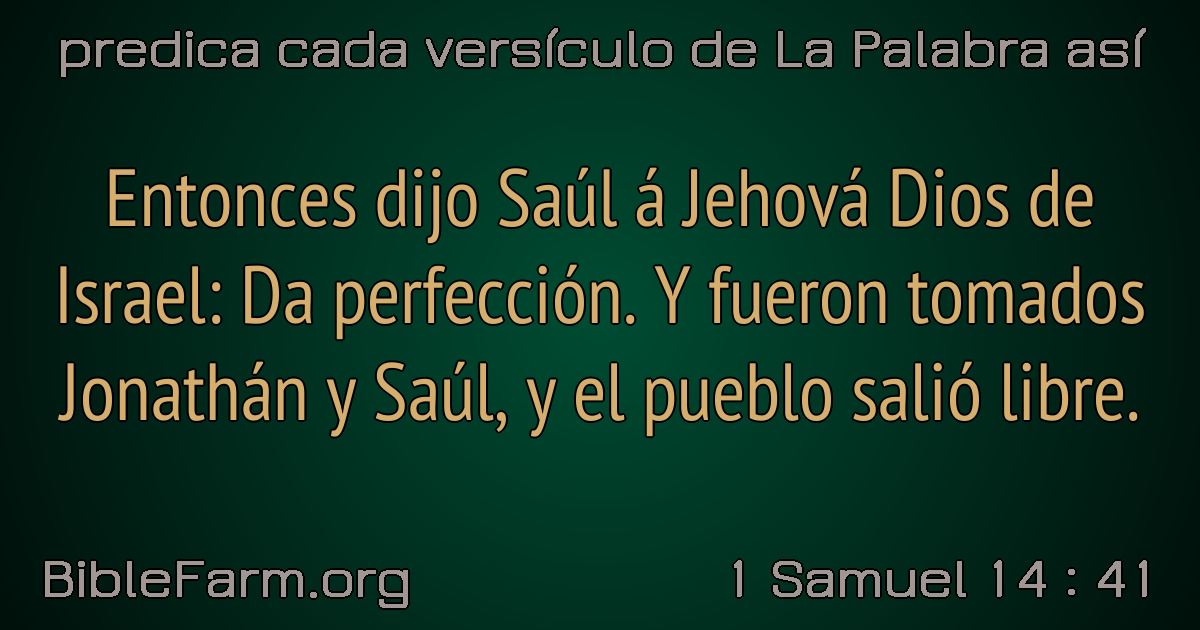 predica cada versículo de La Palabra así
Entonces dijo Saúl á Jehová Dios de
Israel: Da perfección. Y fueron tomados
Jonathán y Saúl, y el pueblo salió libre.
BibleFarm.org
1 Samuel 14 : 41